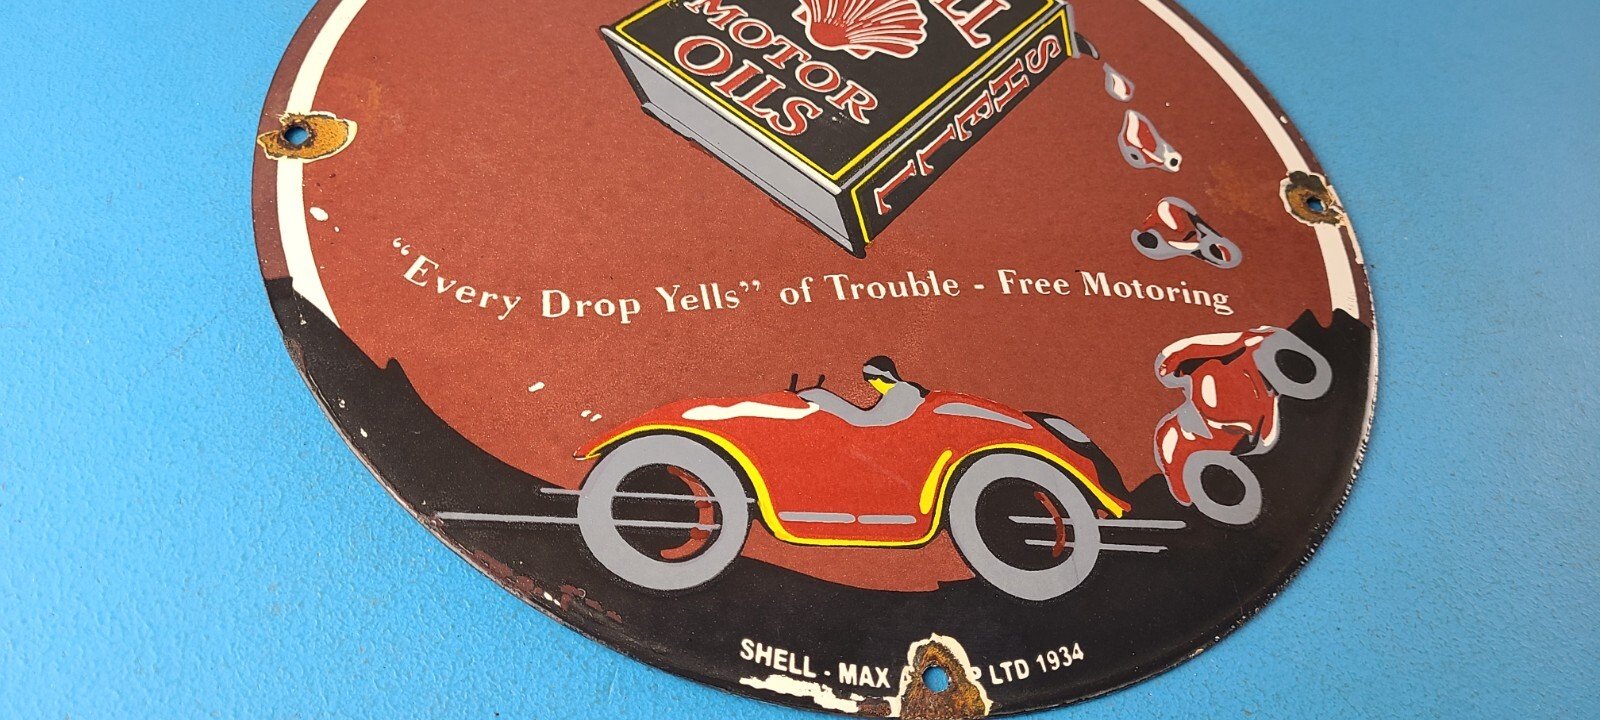 MOTOR
OILS
SHELL
"Every Drop Yells" of Trouble - Free Motoring
SHELL - MAX LTD 1934